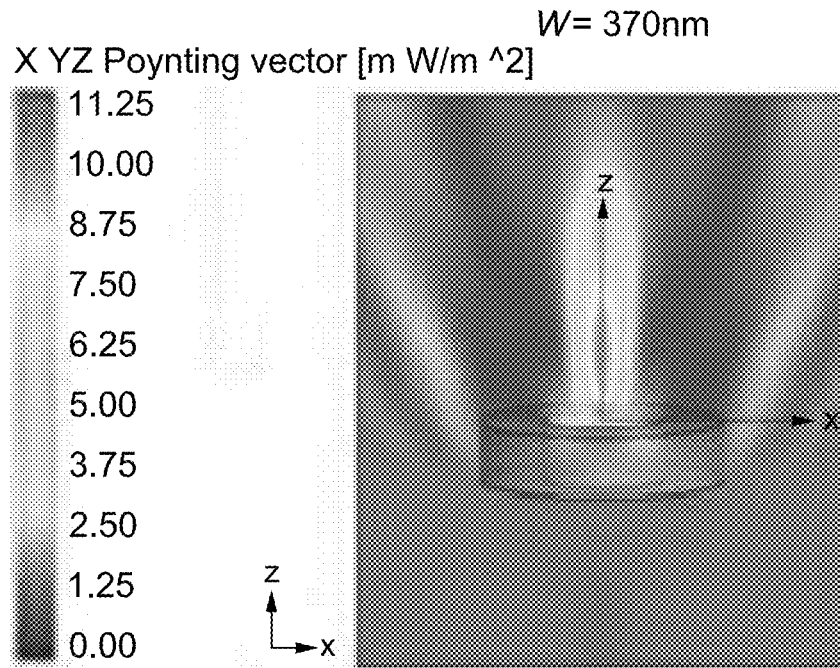 W= 370nm
X YZ Poynting vector [m W/m ^2]
11.25
10.00
8.75
7.50
6.25
5.00
3.75
2.50
1.25
0.00
z
x
z
x